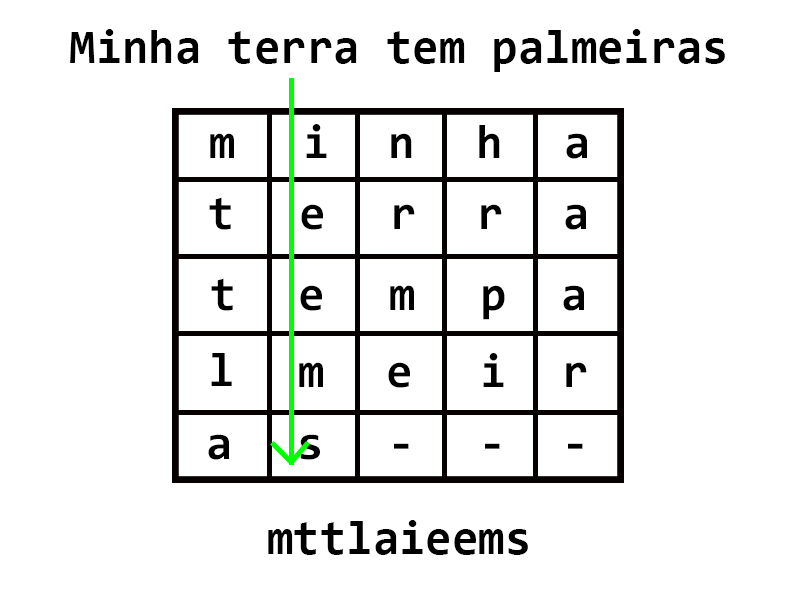 Minha terra tem palmeiras
m i n h a
t e r r a
t e m p a
l m e i r
a s - - -
mttlaieems